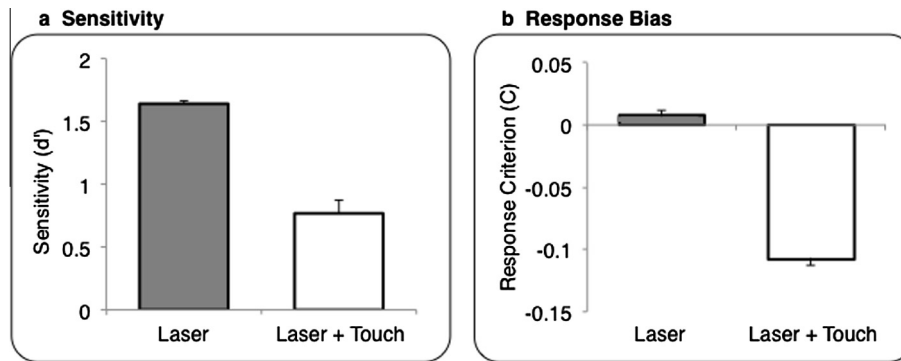 a Sensitivity
Sensitivity (d')
2
1.5
1
0.5
0
Laser
Laser + Touch
b Response Bias
Response Criterion (C)
0.05
0
-0.05
-0.1
-0.15
Laser
Laser + Touch